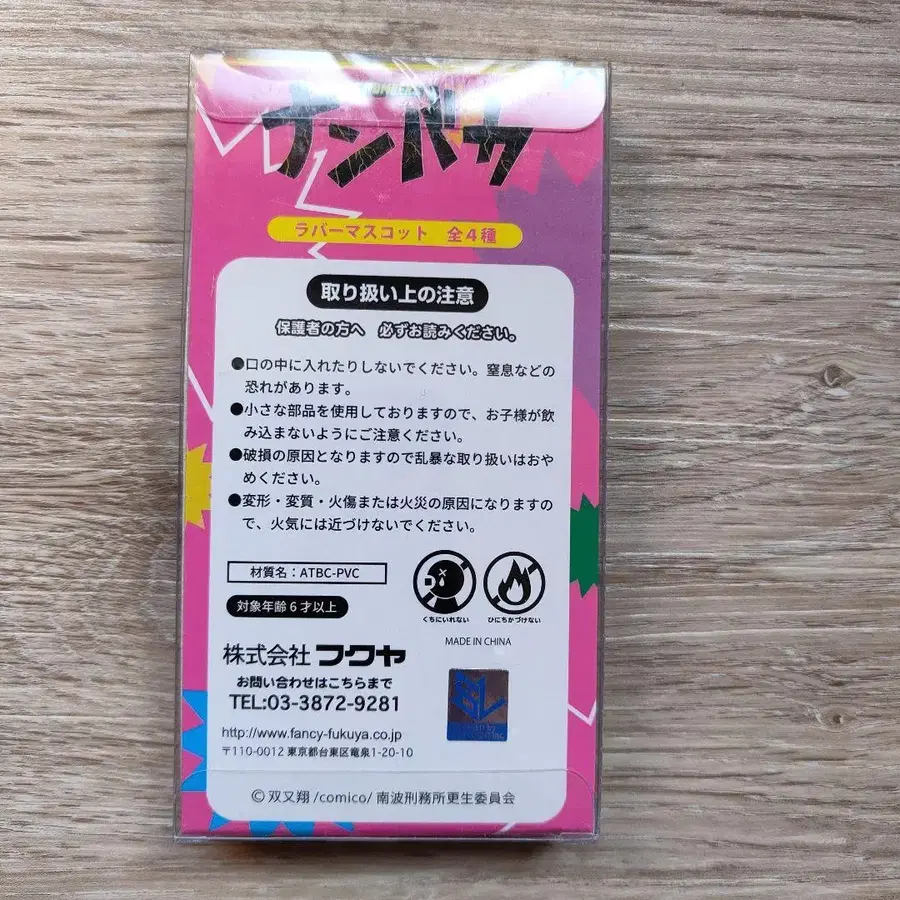 ナンバカ
ラバーマスコット 全4種
取り扱い上の注意
保護者の方へ 必ずお読みください。
●口の中に入れたりしないでください。窒息などの
恐れがあります。
●小さな部品を使用しておりますので、お子様が飲
み込まないようにご注意ください。
●破損の原因となりますので乱暴な取り扱いはおや
めください。
●変形・変質・火傷または火災の原因になりますの
で、火気には近づけないでください。
材質名:ATBC-PVC
対象年齢6才以上
くちにいれない
ひにちかづけない
MADE IN CHINA
株式会社 フクヤ
お問い合わせはこちらまで
TEL:03-3872-9281
http://www.fancy-fukuya.co.jp
〒110-0012 東京都台東区竜泉1-20-10
© 双又翔 /comico/ 南波刑務所更生委員会